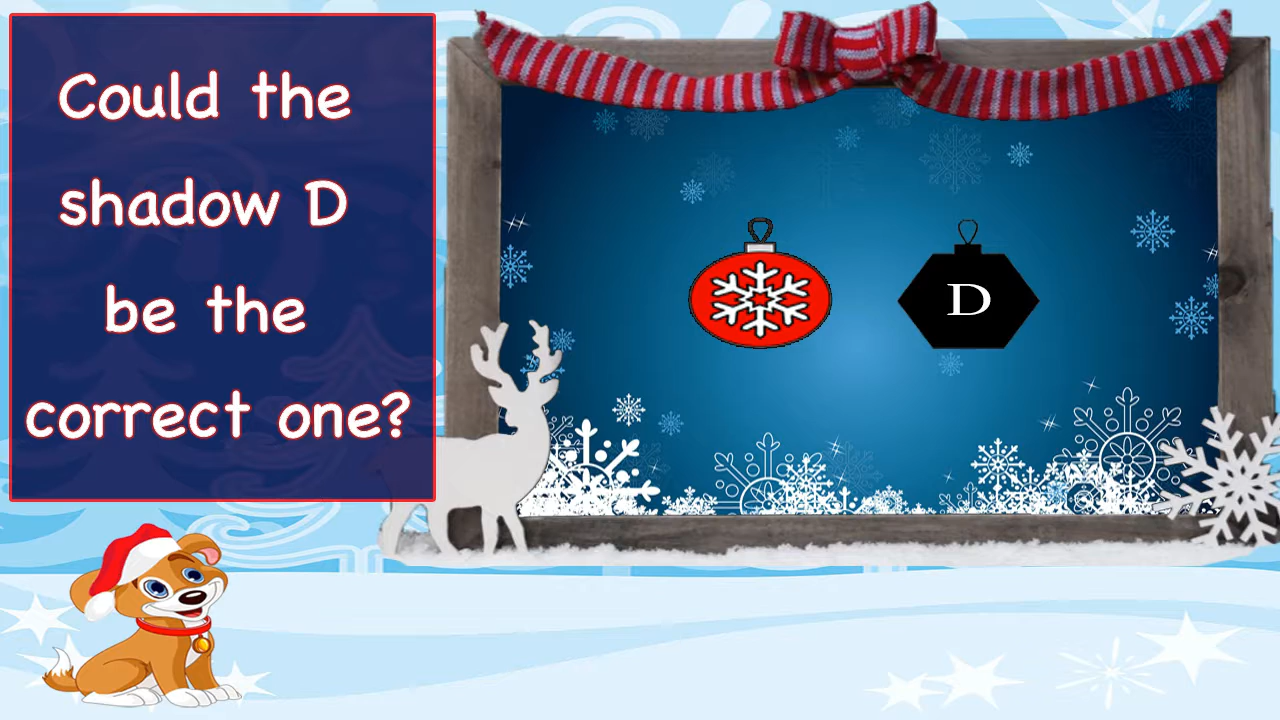 Could the
shadow D
be the
correct one?
D